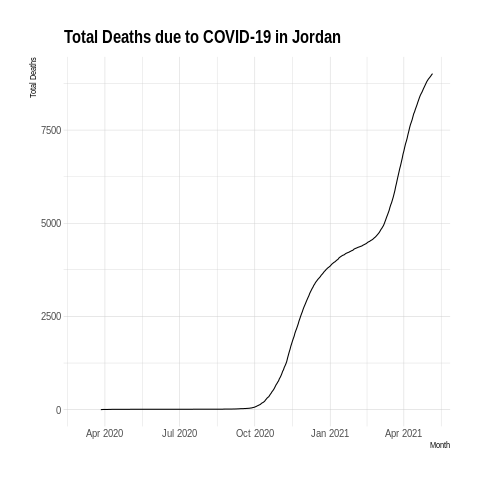 Total Deaths due to COVID-19 in Jordan
Total Deaths
7500
5000
2500
0
Apr 2020 Jul 2020 Oct 2020 Jan 2021 Apr 2021
Month